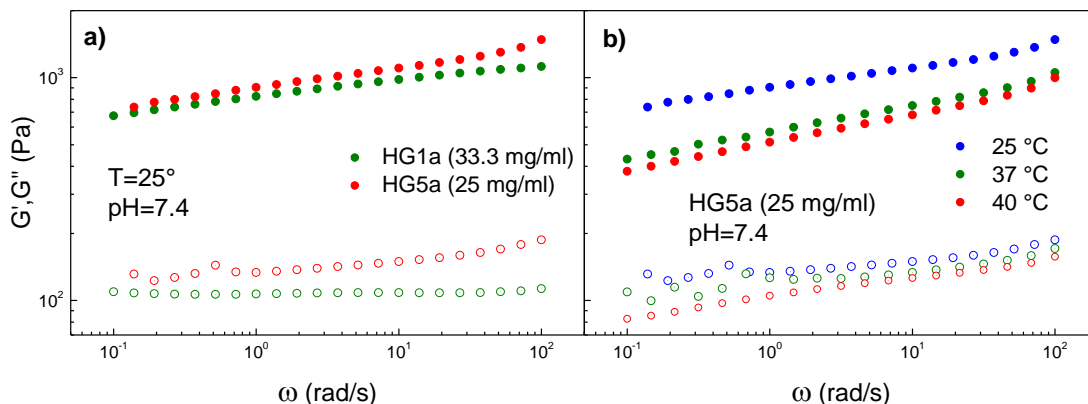 a)
b)
10³
10²
G',G'' (Pa)
HG1a (33.3 mg/ml)
HG5a (25 mg/ml)
T=25°
pH=7.4
25 °C
37 °C
40 °C
HG5a (25 mg/ml)
pH=7.4
10⁻¹ 10⁰ 10¹ 10²
10⁻¹ 10⁰ 10¹ 10²
ω (rad/s)
ω (rad/s)